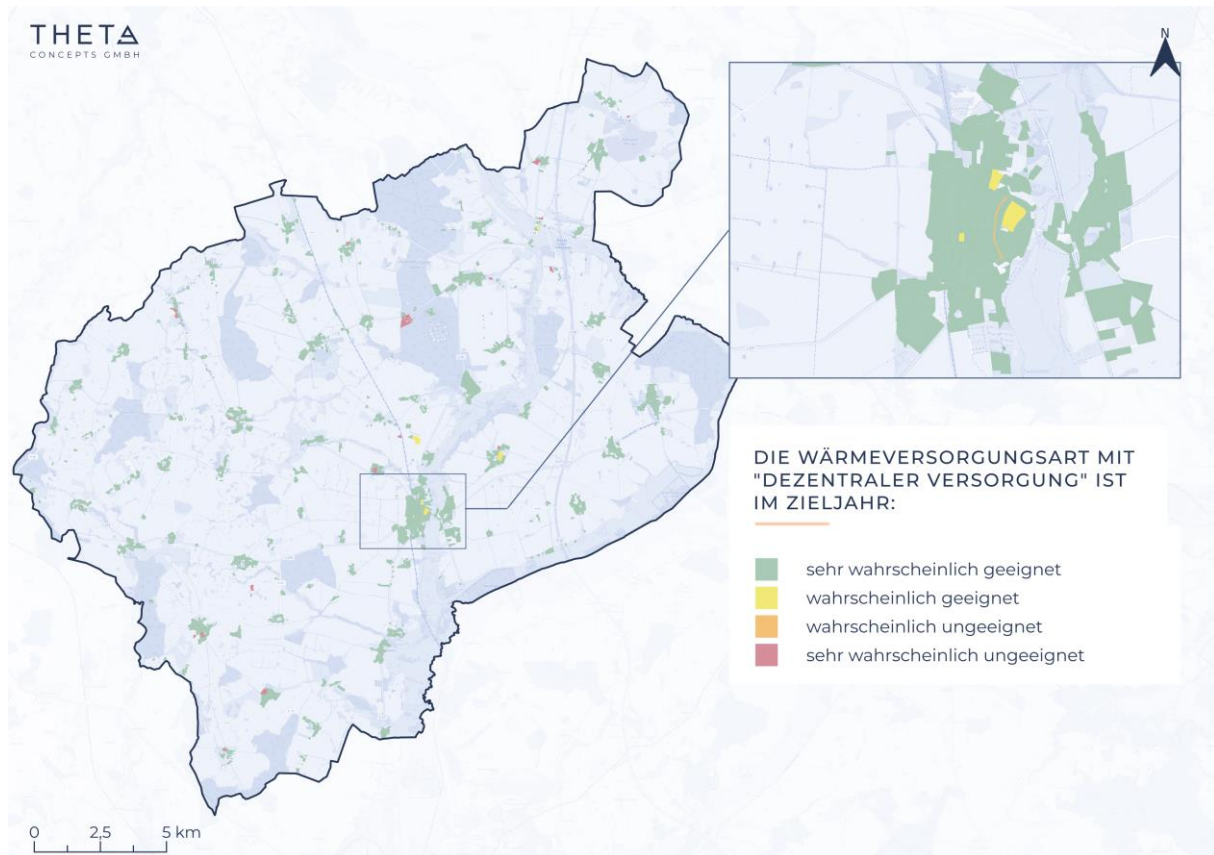 THETA
CONCEPTS GMBH
N
DIE WÄRMEVERSORGUNGSART MIT
"DEZENTRALER VERSORGUNG" IST
IM ZIELJAHR:
sehr wahrscheinlich geeignet
wahrscheinlich geeignet
wahrscheinlich ungeeignet
sehr wahrscheinlich ungeeignet
0 2,5 5 km